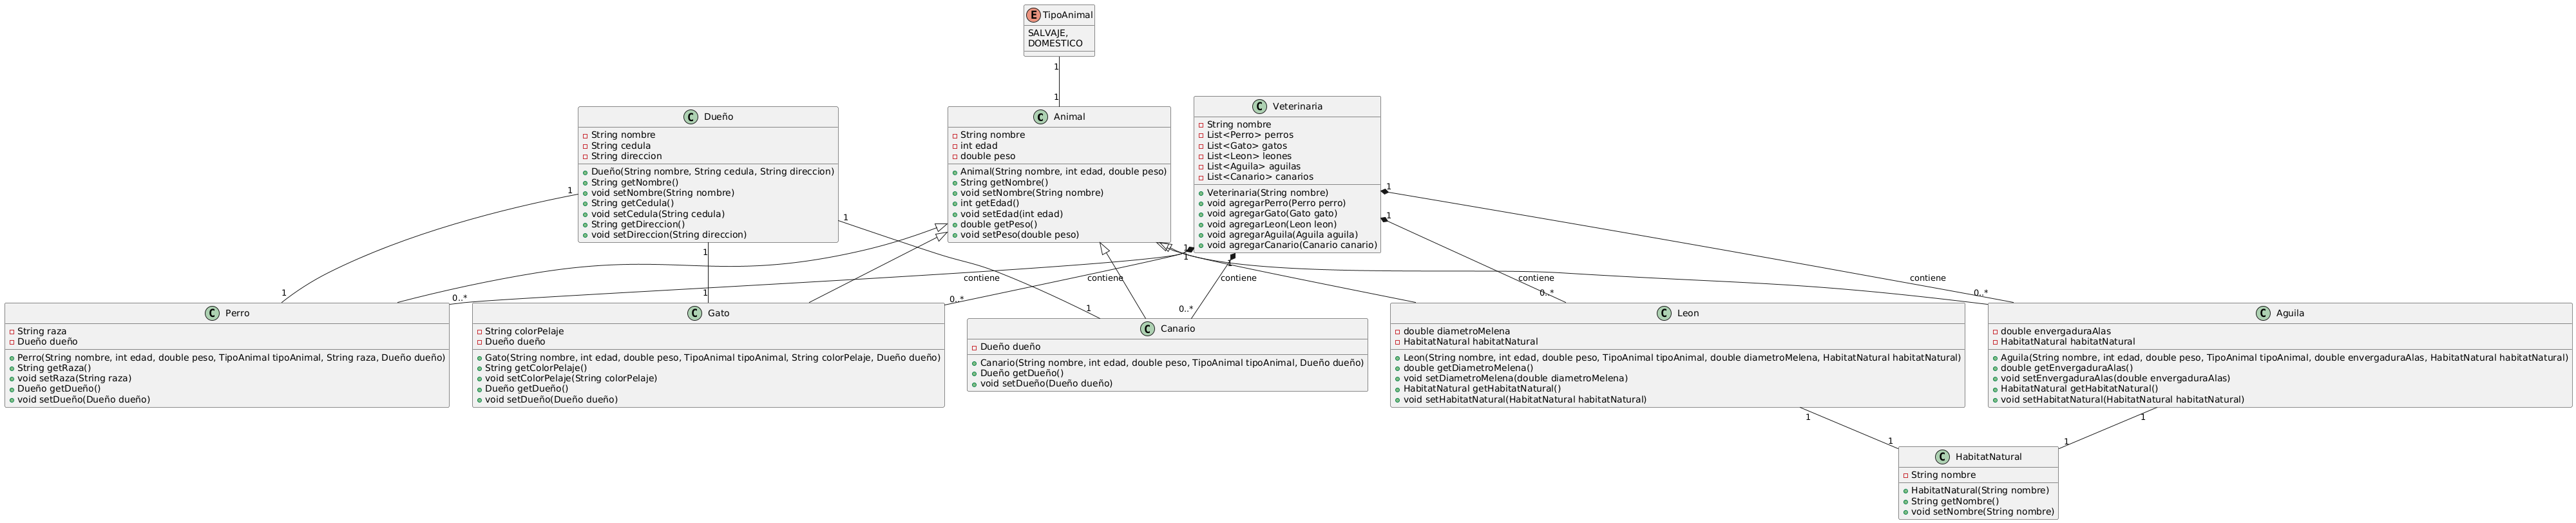 TipoAnimal
SALVAJE,
DOMESTICO
1
1
Dueño
String nombre
String cedula
String direccion
Dueño(String nombre, String cedula, String direccion)
String getNombre()
void setNombre(String nombre)
String getCedula()
void setCedula(String cedula)
String getDireccion()
void setDireccion(String direccion)
Animal
String nombre
int edad
double peso
Animal(String nombre, int edad, double peso)
String getNombre()
void setNombre(String nombre)
int getEdad()
void setEdad(int edad)
double getPeso()
void setPeso(double peso)
Veterinaria
String nombre
List<Perro> perros
List<Gato> gatos
List<Leon> leones
List<Aguila> aguilas
List<Canario> canarios
Veterinaria(String nombre)
void agregarPerro(Perro perro)
void agregarGato(Gato gato)
void agregarLeon(Leon leon)
void agregarAguila(Aguila aguila)
void agregarCanario(Canario canario)
1
1
1
1
1
1
1
1
contiene
contiene
contiene
contiene
contiene
1
0..*
1
0..*
1
0..*
0..*
0..*
Perro
String raza
Dueño dueño
Perro(String nombre, int edad, double peso, TipoAnimal tipoAnimal, String raza, Dueño dueño)
String getRaza()
void setRaza(String raza)
Dueño getDueño()
void setDueño(Dueño dueño)
Gato
String colorPelaje
Dueño dueño
Gato(String nombre, int edad, double peso, TipoAnimal tipoAnimal, String colorPelaje, Dueño dueño)
String getColorPelaje()
void setColorPelaje(String colorPelaje)
Dueño getDueño()
void setDueño(Dueño dueño)
Canario
Dueño dueño
Canario(String nombre, int edad, double peso, TipoAnimal tipoAnimal, Dueño dueño)
Dueño getDueño()
void setDueño(Dueño dueño)
Leon
double diametroMelena
HabitatNatural habitatNatural
Leon(String nombre, int edad, double peso, TipoAnimal tipoAnimal, double diametroMelena, HabitatNatural habitatNatural)
double getDiametroMelena()
void setDiametroMelena(double diametroMelena)
HabitatNatural getHabitatNatural()
void setHabitatNatural(HabitatNatural habitatNatural)
Aguila
double envergaduraAlas
HabitatNatural habitatNatural
Aguila(String nombre, int edad, double peso, TipoAnimal tipoAnimal, double envergaduraAlas, HabitatNatural habitatNatural)
double getEnvergaduraAlas()
void setEnvergaduraAlas(double envergaduraAlas)
HabitatNatural getHabitatNatural()
void setHabitatNatural(HabitatNatural habitatNatural)
1
1
1
1
HabitatNatural
String nombre
HabitatNatural(String nombre)
String getNombre()
void setNombre(String nombre)